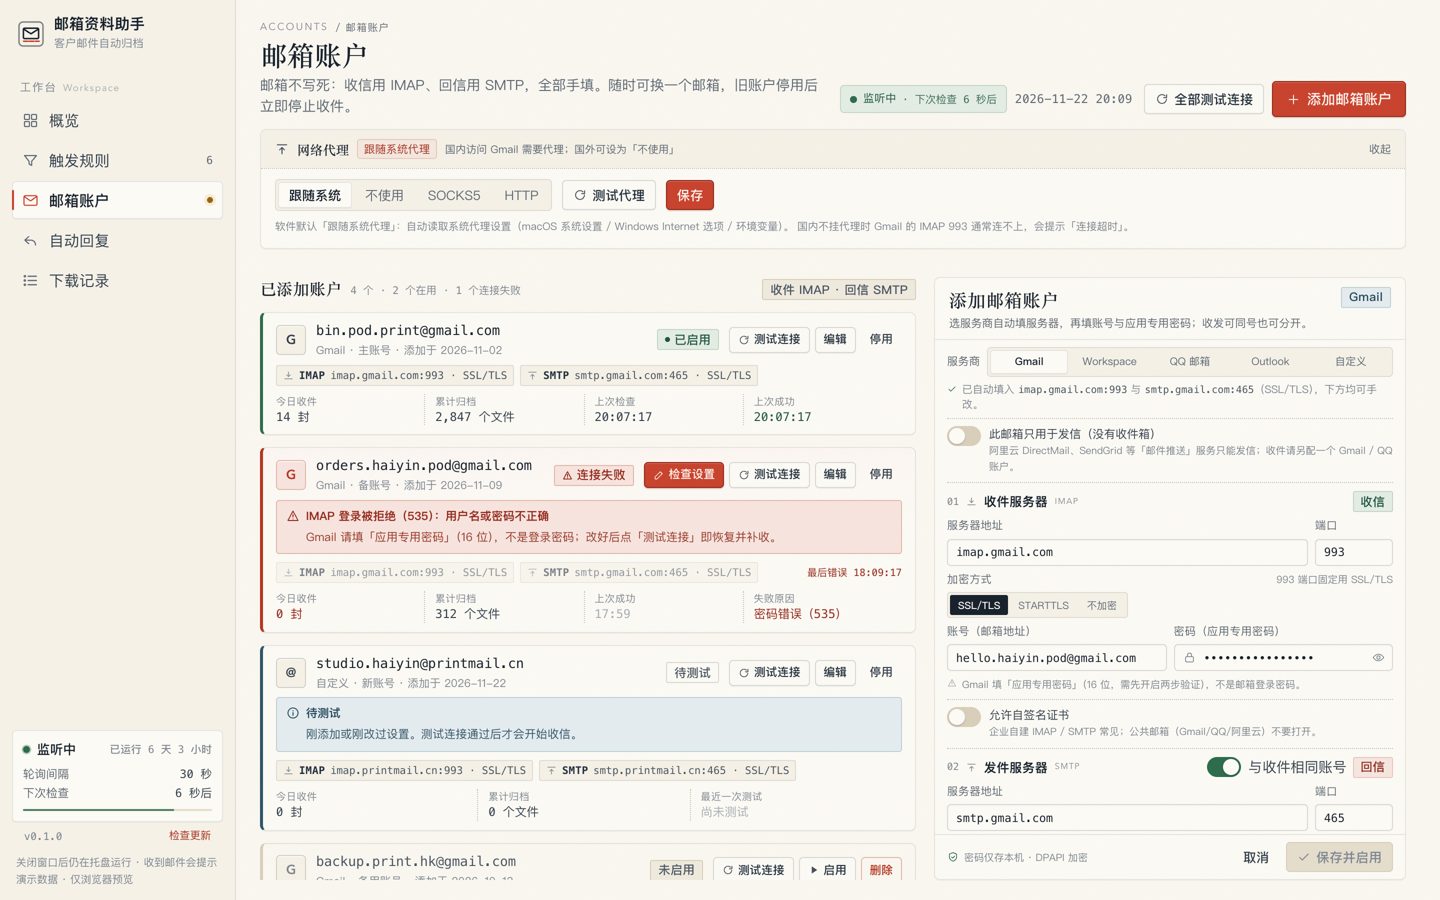 邮箱资料助手
客户邮件自动归档
工作台 Workspace
概览
触发规则 6
邮箱账户
自动回复
下载记录
监听中 已运行 6 天 3 小时
轮询间隔 30 秒
下次检查 6 秒后
v0.1.0 检查更新
关闭窗口后仍在托盘运行 · 收到邮件会提示
演示数据 · 仅浏览器预览
ACCOUNTS / 邮箱账户
邮箱账户
邮箱不写死：收信用 IMAP、回信用 SMTP，全部手填。随时可换一个邮箱，旧账户停用后
立即停止收件。
监听中 · 下次检查 6 秒后 2026-11-22 20:09 全部测试连接 添加邮箱账户
网络代理 跟随系统代理 国内访问 Gmail 需要代理；国外可设为「不使用」 收起
跟随系统 不使用 SOCKS5 HTTP 测试代理 保存
软件默认「跟随系统代理」：自动读取系统代理设置（macOS 系统设置 / Windows Internet 选项 / 环境变量）。 国内不挂代理时 Gmail 的 IMAP 993 通常连不上，会提示「连接超时」。
已添加账户 4 个 · 2 个在用 · 1 个连接失败 收件 IMAP · 回信 SMTP
G bin.pod.print@gmail.com 已启用 测试连接 编辑 停用
Gmail · 主账号 · 添加于 2026-11-02
IMAP imap.gmail.com:993 · SSL/TLS SMTP smtp.gmail.com:465 · SSL/TLS
今日收件 累计归档 上次检查 上次成功
14 封 2,847 个文件 20:07:17 20:07:17
G orders.haiyin.pod@gmail.com 连接失败 检查设置 测试连接 编辑 停用
Gmail · 备账号 · 添加于 2026-11-09
IMAP 登录被拒绝（535）：用户名或密码不正确
Gmail 请填「应用专用密码」（16 位），不是登录密码；改好后点「测试连接」即恢复并补收。
IMAP imap.gmail.com:993 · SSL/TLS SMTP smtp.gmail.com:465 · SSL/TLS 最后错误 18:09:17
今日收件 累计归档 上次成功 失败原因
0 封 312 个文件 17:59 密码错误（535）
@ studio.haiyin@printmail.cn 待测试 测试连接 编辑 停用
自定义 · 新账号 · 添加于 2026-11-22
待测试
刚添加或刚改过设置。测试连接通过后才会开始收信。
IMAP imap.printmail.cn:993 · SSL/TLS SMTP smtp.printmail.cn:465 · SSL/TLS
今日收件 累计归档 最近一次测试
0 封 0 个文件 尚未测试
G backup.print.hk@gmail.com 未启用 测试连接 启用 删除
添加邮箱账户 Gmail
选服务商自动填服务器，再填账号与应用专用密码；收发可同号也可分开。
服务商 Gmail Workspace QQ 邮箱 Outlook 自定义
已自动填入 imap.gmail.com:993 与 smtp.gmail.com:465（SSL/TLS），下方均可手
改。
此邮箱只用于发信（没有收件箱）
阿里云 DirectMail、SendGrid 等「邮件推送」服务只能发信；收件请另配一个 Gmail / QQ
账户。
01 收件服务器 IMAP 收信
服务器地址 端口
imap.gmail.com 993
加密方式 993 端口固定用 SSL/TLS
SSL/TLS STARTTLS 不加密
账号（邮箱地址） 密码（应用专用密码）
hello.haiyin.pod@gmail.com ••••••••••••••••
Gmail 填「应用专用密码」（16 位，需先开启两步验证），不是邮箱登录密码。
允许自签名证书
企业自建 IMAP / SMTP 常见；公共邮箱（Gmail/QQ/阿里云）不要打开。
02 发件服务器 SMTP 与收件相同账号 回信
服务器地址 端口
smtp.gmail.com 465
密码仅存本机 · DPAPI 加密 取消 保存并启用